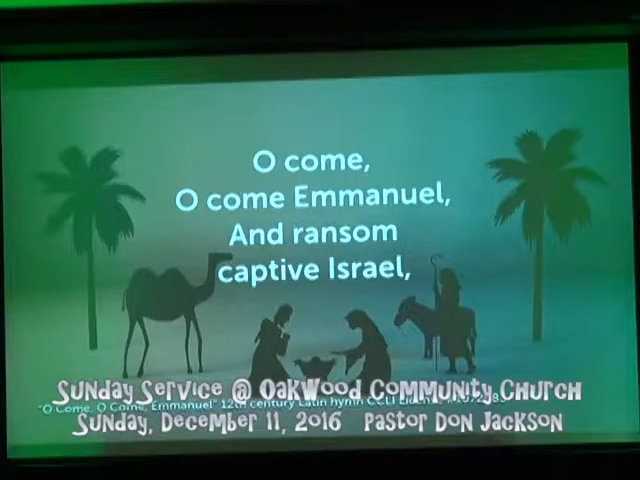 O come,
O come Emmanuel,
And ransom
captive Israel,
Sunday Service @ Oakwood Community Church
"O Come, O Come, Emmanuel" 12th century Latin hymn CCLI
Sunday, December 11, 2016 Pastor Don Jackson